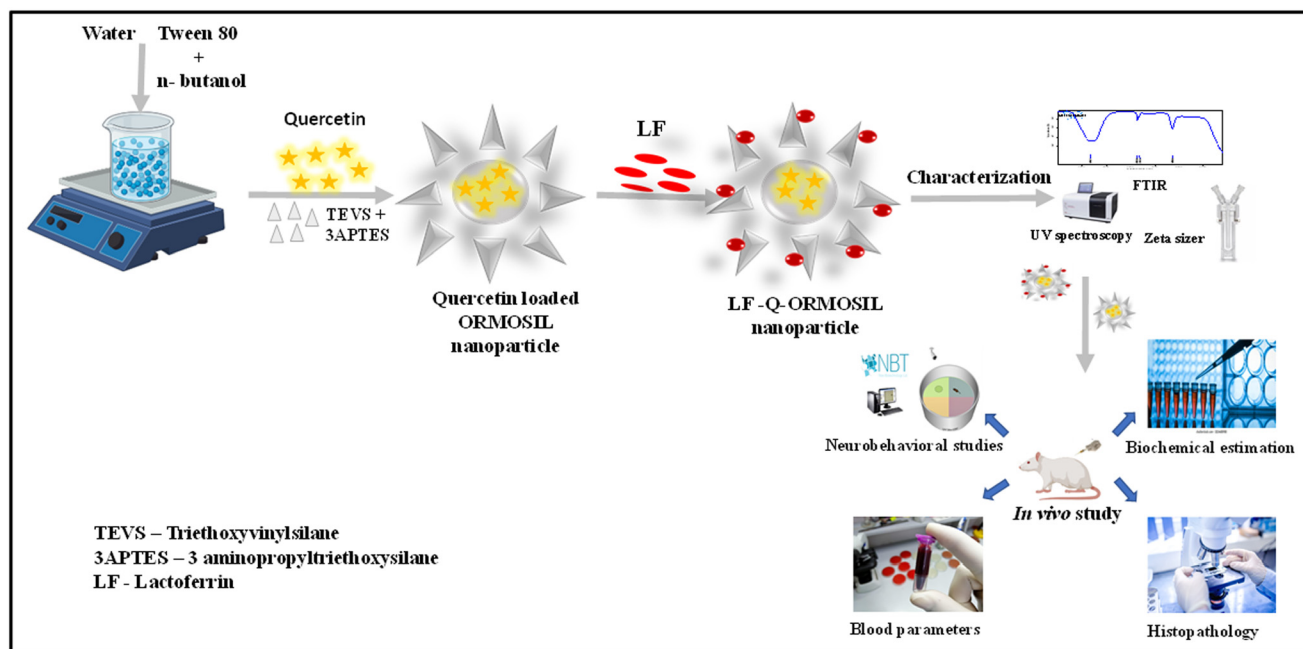 Water
Tween 80
+
n- butanol
Quercetin
TEVS +
3APTES
Quercetin loaded
ORMOSIL
nanoparticle
LF
LF -Q- ORMOSIL
nanoparticle
Characterization
FTIR
UV spectroscopy
Zeta sizer
NBT
Neurobehavioral studies
Biochemical estimation
In vivo study
Blood parameters
Histopathology
TEVS – Triethoxyvinylsilane
3APTES – 3 aminopropyltriethoxysilane
LF - Lactoferrin